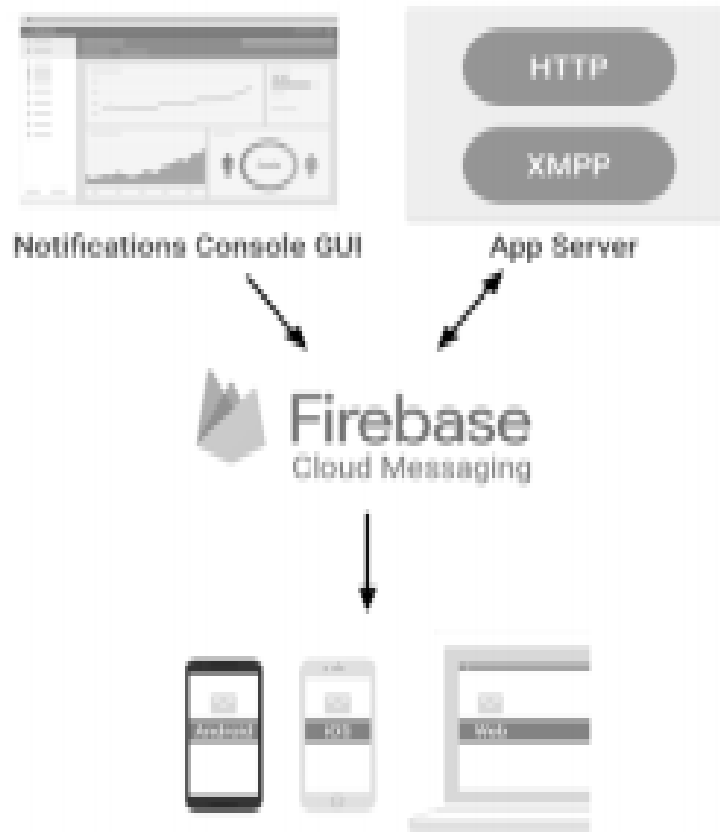 HTTP
XMPP
Notifications Console GUI
App Server
Firebase
Cloud Messaging
Android
iOS
Web